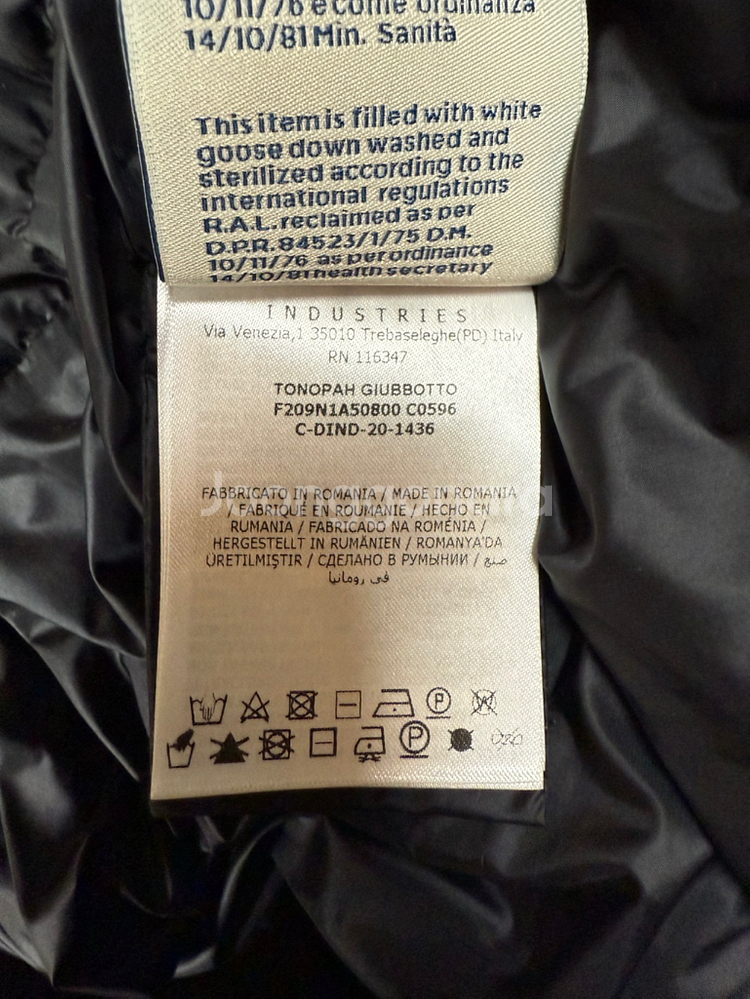 10/11/76 e come ordinanza
14/10/81 Min. Sanità
This item is filled with white
goose down washed and
sterilized according to the
international regulations
R.A.L. reclaimed as per
D.P.R. 84523/1/75 D.M.
10/11/76 as per ordinance
14/10/81 health secretary
INDUSTRIES
Via Venezia,1 35010 Trebaseleghe(PD) Italy
RN 116347
TONOPAH GIUBBOTTO
F209N1A50800 C0596
C-DIND-20-1436
FABBRICATO IN ROMANIA / MADE IN ROMANIA
FABRIQUÉ EN ROUMANIE / HECHO EN
RUMANIA / FABRICADO NA ROMÉNIA /
HERGESTELLT IN RUMÄNIEN / ROMANYA'DA
ÜRETILMIŞTIR / СДЕЛАНО В РУМЫНИИ / صنع
في رومانيا
P W
P